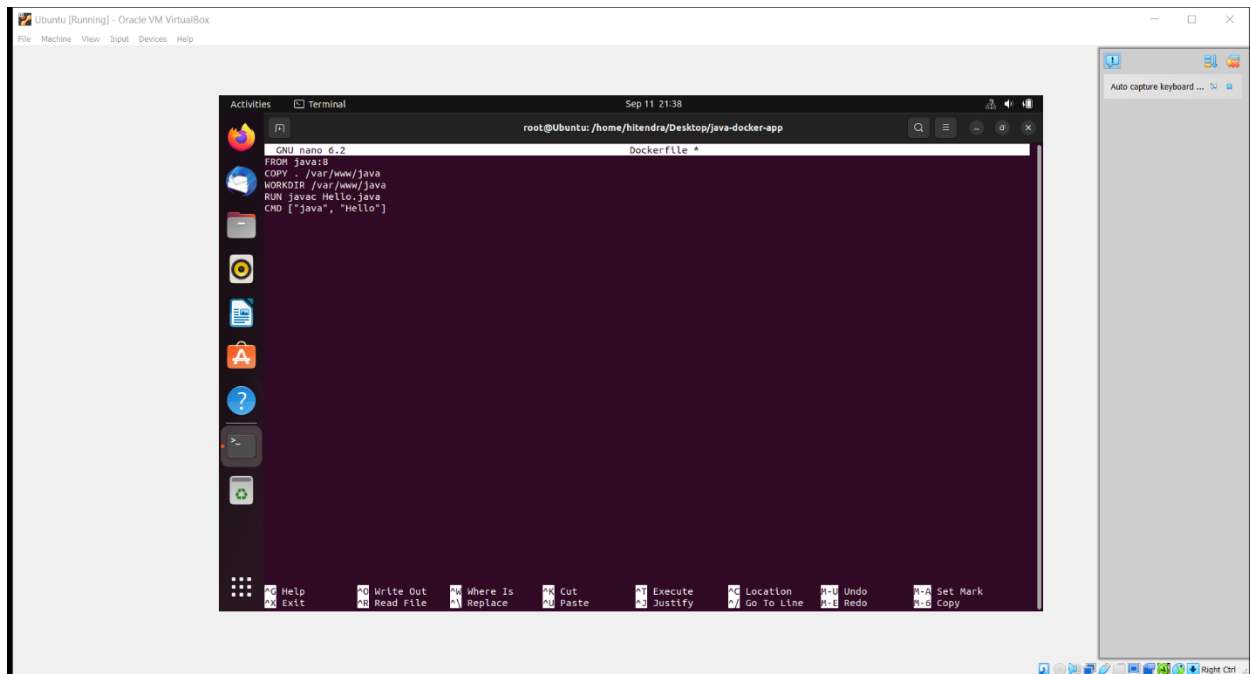 Ubuntu [Running] - Oracle VM VirtualBox
File Machine View Input Devices Help
Auto capture keyboard ...
Activities Terminal Sep 11 21:38
root@Ubuntu: /home/hitendra/Desktop/java-docker-app
GNU nano 6.2 Dockerfile *
FROM java:8
COPY . /var/www/java
WORKDIR /var/www/java
RUN javac Hello.java
CMD ["java", "Hello"]
^G Help ^O Write Out ^W Where Is ^K Cut ^T Execute ^C Location M-U Undo M-A Set Mark
^X Exit ^R Read File ^\ Replace ^U Paste ^J Justify ^/ Go To Line M-E Redo M-6 Copy
Right Ctrl